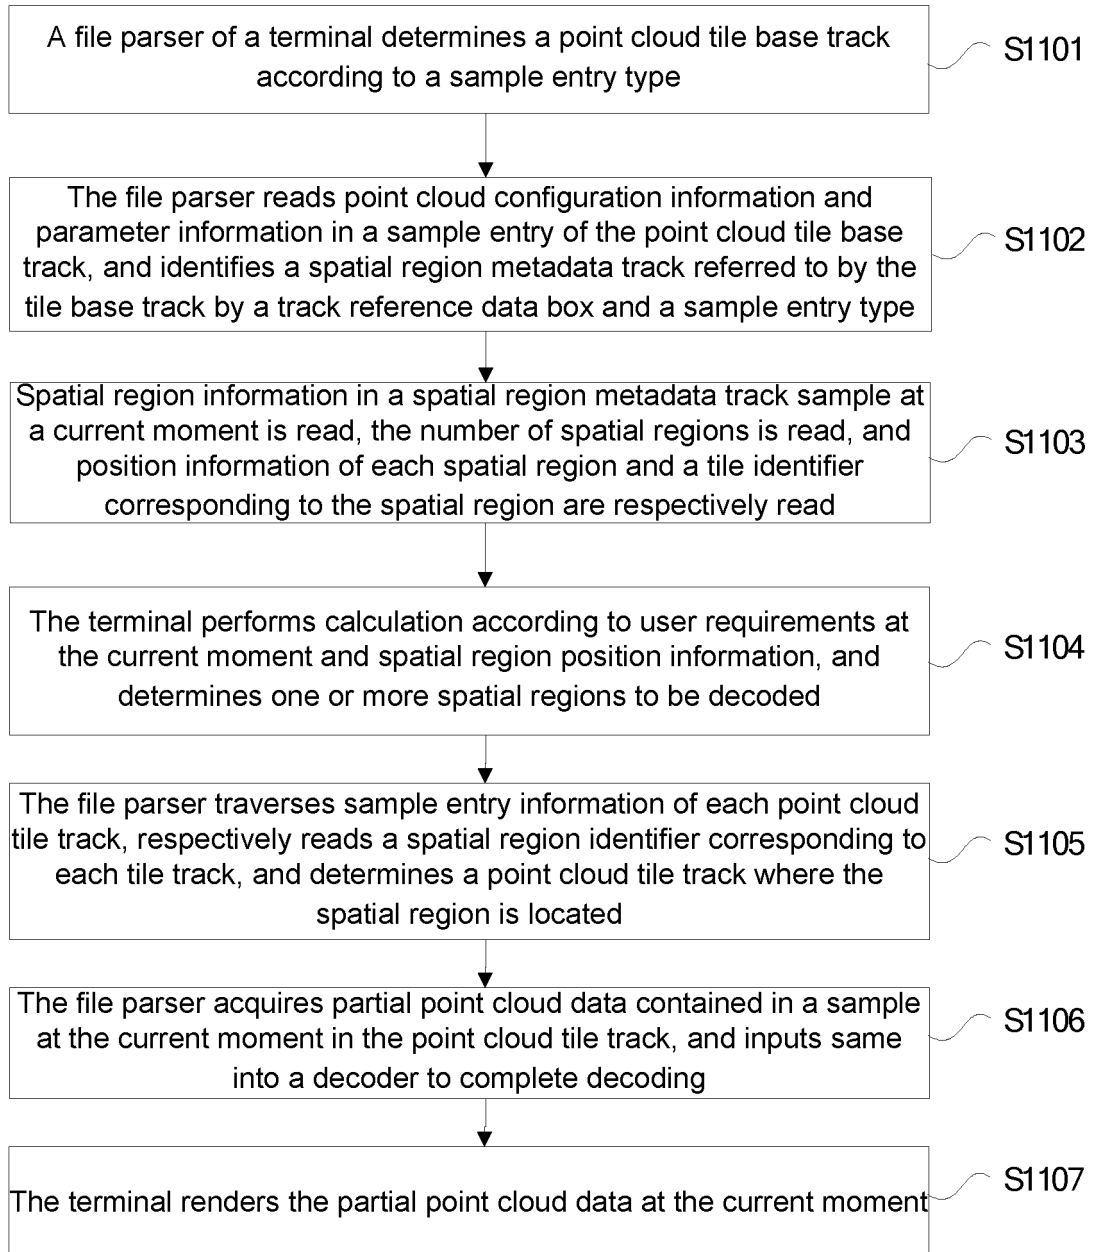 A file parser of a terminal determines a point cloud tile base track
according to a sample entry type
S1101
The file parser reads point cloud configuration information and
parameter information in a sample entry of the point cloud tile base
track, and identifies a spatial region metadata track referred to by the
tile base track by a track reference data box and a sample entry type
S1102
Spatial region information in a spatial region metadata track sample at
a current moment is read, the number of spatial regions is read, and
position information of each spatial region and a tile identifier
corresponding to the spatial region are respectively read
S1103
The terminal performs calculation according to user requirements at
the current moment and spatial region position information, and
determines one or more spatial regions to be decoded
S1104
The file parser traverses sample entry information of each point cloud
tile track, respectively reads a spatial region identifier corresponding to
each tile track, and determines a point cloud tile track where the
spatial region is located
S1105
The file parser acquires partial point cloud data contained in a sample
at the current moment in the point cloud tile track, and inputs same
into a decoder to complete decoding
S1106
The terminal renders the partial point cloud data at the current moment
S1107